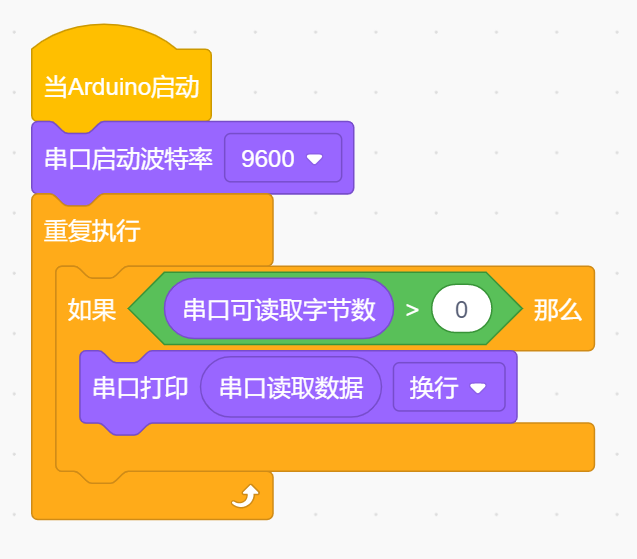 当Arduino启动
串口启动波特率 9600
重复执行
如果 串口可读取字节数 > 0 那么
串口打印 串口读取数据 换行